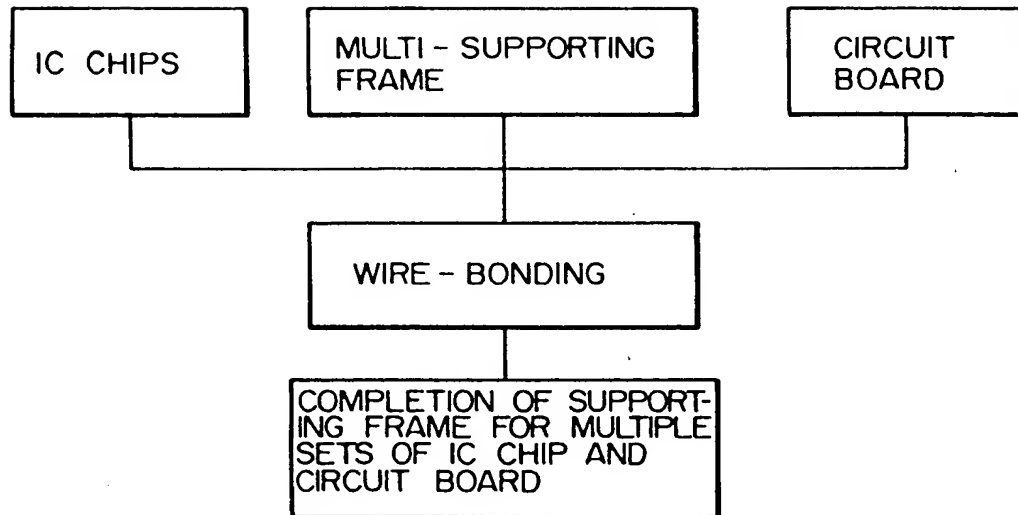 IC CHIPS
MULTI - SUPPORTING
FRAME
CIRCUIT
BOARD
WIRE - BONDING
COMPLETION OF SUPPORT-
ING FRAME FOR MULTIPLE
SETS OF IC CHIP AND
CIRCUIT BOARD